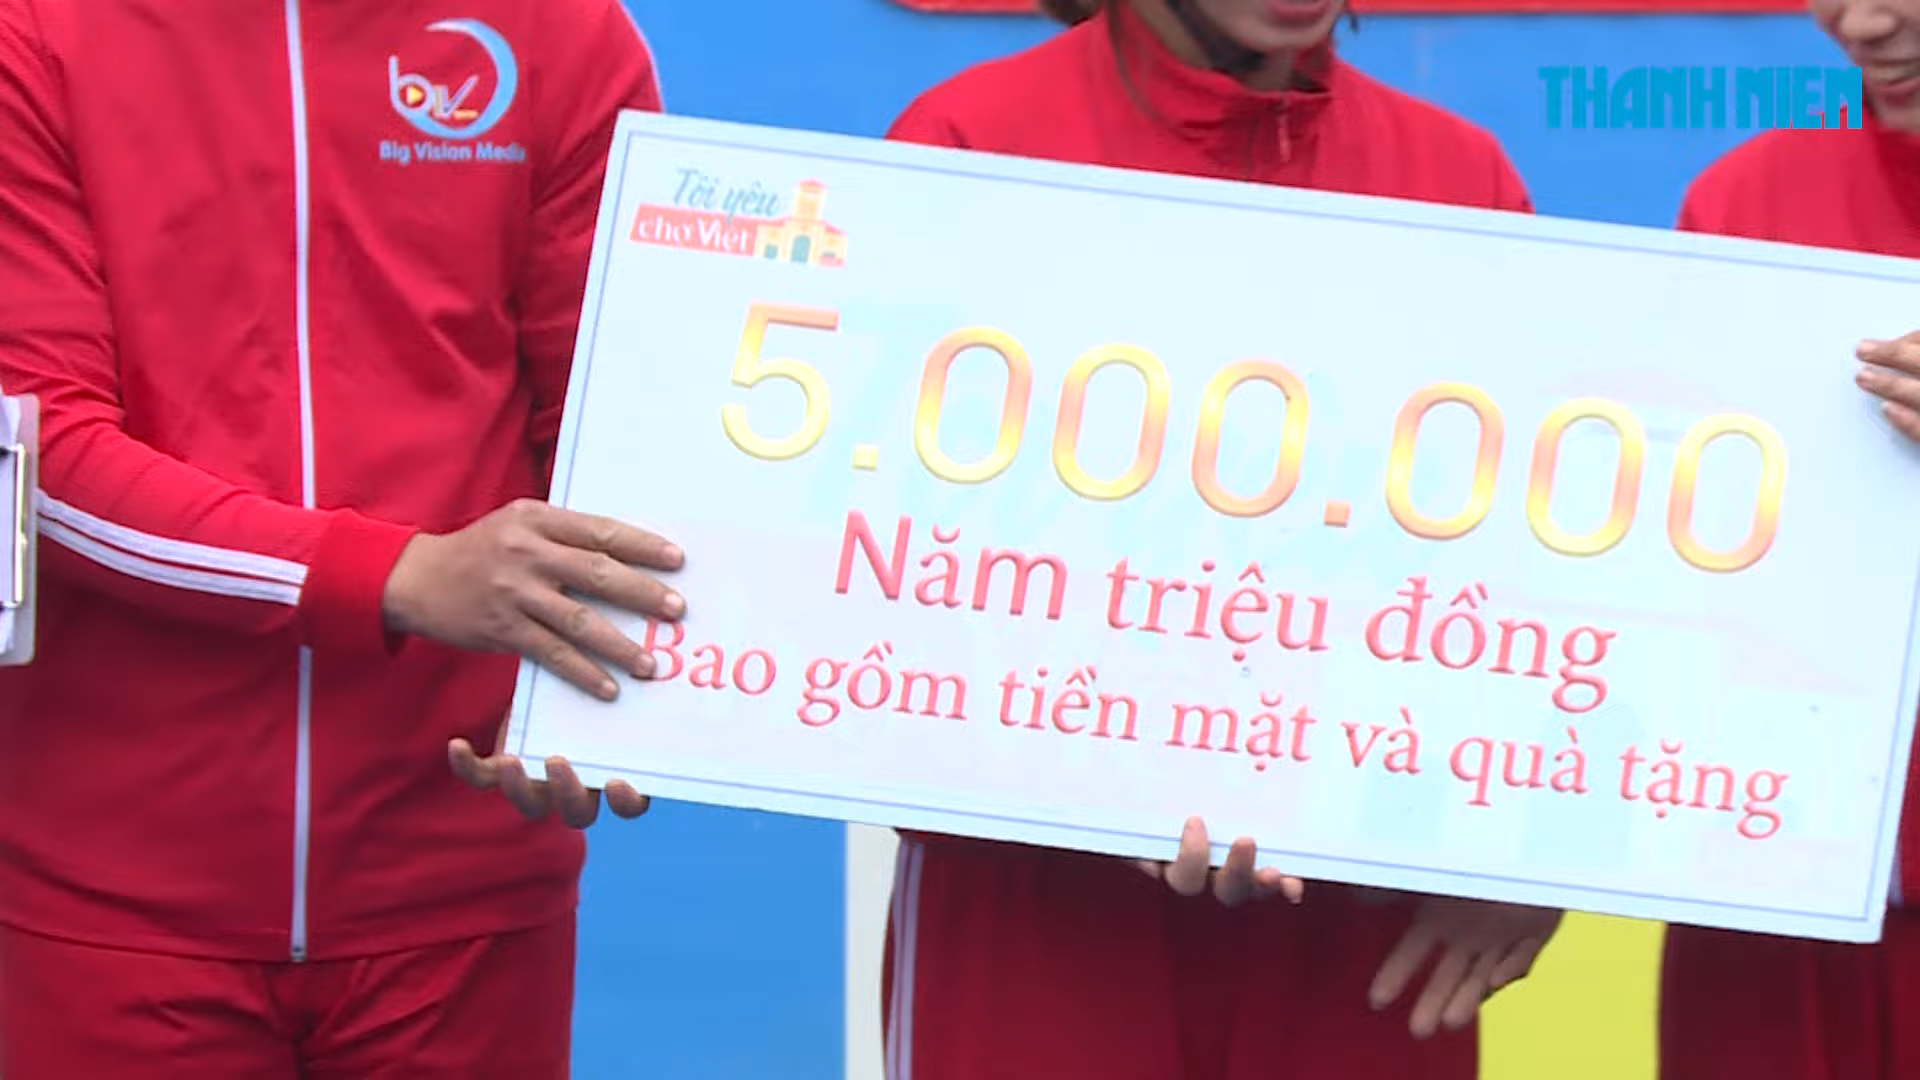 THANH NIEN
Big Vision Media
Tôi yêu
chợ Việt
5.000.000
Năm triệu đồng
Bao gồm tiền mặt và quà tặng